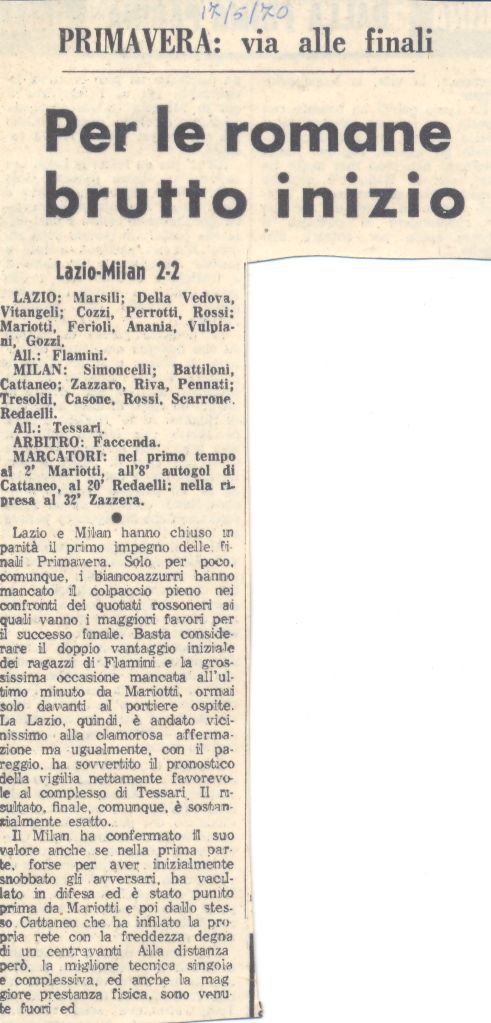 17/5/70
PRIMAVERA: via alle finali
Per le romane
brutto inizio
Lazio-Milan 2-2
LAZIO: Marsili; Della Vedova,
Vitangeli; Cozzi, Perrotti, Rossi;
Mariotti, Ferioli, Anania, Vulpia-
ni, Gozzi.
All.: Flamini.
MILAN: Simoncelli; Battiloni,
Cattaneo; Zazzaro, Riva, Pennati;
Tresoldi, Casone, Rossi, Scarrone,
Redaelli.
All.: Tessari.
ARBITRO: Faccenda.
MARCATORI: nel primo tempo
al 2' Mariotti, all'8' autogol di
Cattaneo, al 20' Redaelli; nella ri-
presa al 32' Zazzera.
●
Lazio e Milan hanno chiuso in
parità il primo impegno delle fi-
nali Primavera. Solo per poco,
comunque, i biancoazzurri hanno
mancato il colpaccio pieno nei
confronti dei quotati rossoneri ai
quali vanno i maggiori favori per
il successo finale. Basta conside-
rare il doppio vantaggio iniziale
dei ragazzi di Flamini e la gros-
sissima occasione mancata all'ul-
timo minuto da Mariotti, ormai
solo davanti al portiere ospite.
La Lazio, quindi, è andato vici-
nissimo alla clamorosa afferma-
zione ma ugualmente, con il pa-
reggio, ha sovvertito il pronostico
della vigilia nettamente favorevo-
le al complesso di Tessari. Il ri-
sultato, finale, comunque, è sostan-
zialmente esatto.
Il Milan ha confermato il suo
valore anche se nella prima par-
te, forse per aver inizialmente
snobbato gli avversari, ha vacil-
lato in difesa ed è stato punito
prima da Mariotti e poi dallo stes-
so Cattaneo che ha infilato la pro-
pria rete con la freddezza degna
di un centravanti Alla distanza
però, la migliore tecnica singola
e complessiva, ed anche la mag
giore prestanza fisica, sono venu-
te fuori ed